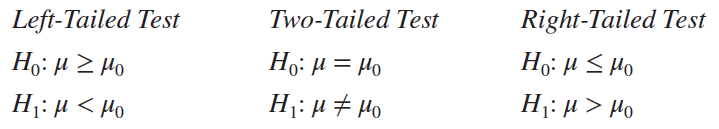 Left-Tailed Test Two-Tailed Test Right-Tailed Test
H₀: μ ≥ μ₀ H₀: μ = μ₀ H₀: μ ≤ μ₀
H₁: μ < μ₀ H₁: μ ≠ μ₀ H₁: μ > μ₀